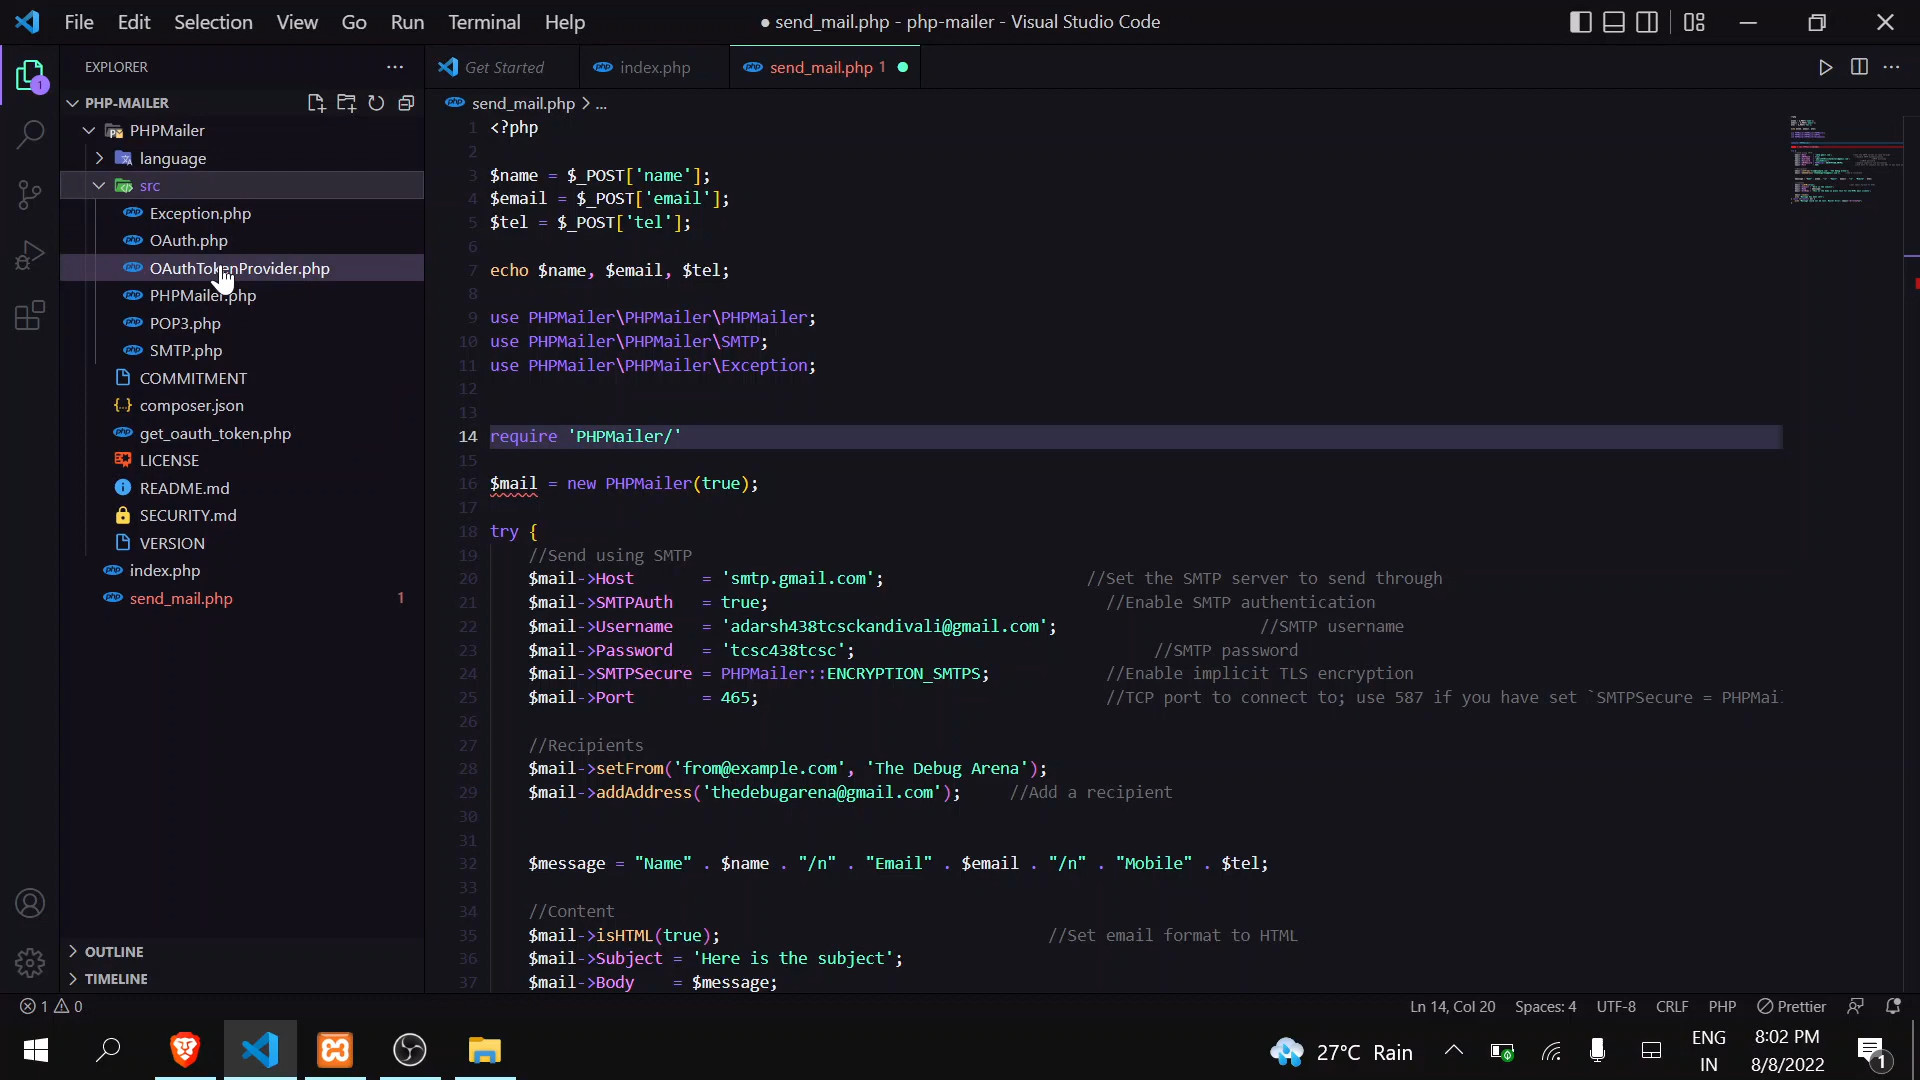 File Edit Selection View Go Run Terminal Help
● send_mail.php - php-mailer - Visual Studio Code
EXPLORER
1
PHP-MAILER
PHPMailer
language
src
Exception.php
OAuth.php
OAuthTokenProvider.php
PHPMailer.php
POP3.php
SMTP.php
COMMITMENT
composer.json
get_oauth_token.php
LICENSE
README.md
SECURITY.md
VERSION
index.php
send_mail.php 1
OUTLINE
TIMELINE
Get Started
index.php
send_mail.php 1
send_mail.php > ...
1 <?php
2
3 $name = $_POST['name'];
4 $email = $_POST['email'];
5 $tel = $_POST['tel'];
6
7 echo $name, $email, $tel;
8
9 use PHPMailer\PHPMailer\PHPMailer;
10 use PHPMailer\PHPMailer\SMTP;
11 use PHPMailer\PHPMailer\Exception;
12
13
14 require 'PHPMailer/'
15
16 $mail = new PHPMailer(true);
17
18 try {
19 //Send using SMTP
20 $mail->Host = 'smtp.gmail.com'; //Set the SMTP server to send through
21 $mail->SMTPAuth = true; //Enable SMTP authentication
22 $mail->Username = 'adarsh438tcsckandivali@gmail.com'; //SMTP username
23 $mail->Password = 'tcsc438tcsc'; //SMTP password
24 $mail->SMTPSecure = PHPMailer::ENCRYPTION_SMTPS; //Enable implicit TLS encryption
25 $mail->Port = 465; //TCP port to connect to; use 587 if you have set `SMTPSecure = PHPMai
26
27 //Recipients
28 $mail->setFrom('from@example.com', 'The Debug Arena');
29 $mail->addAddress('thedebugarena@gmail.com'); //Add a recipient
30
31
32 $message = "Name" . $name . "/n" . "Email" . $email . "/n" . "Mobile" . $tel;
33
34 //Content
35 $mail->isHTML(true); //Set email format to HTML
36 $mail->Subject = 'Here is the subject';
37 $mail->Body = $message;
1 0
Ln 14, Col 20 Spaces: 4 UTF-8 CRLF PHP Prettier
27°C Rain
ENG
IN
8:02 PM
8/8/2022
1